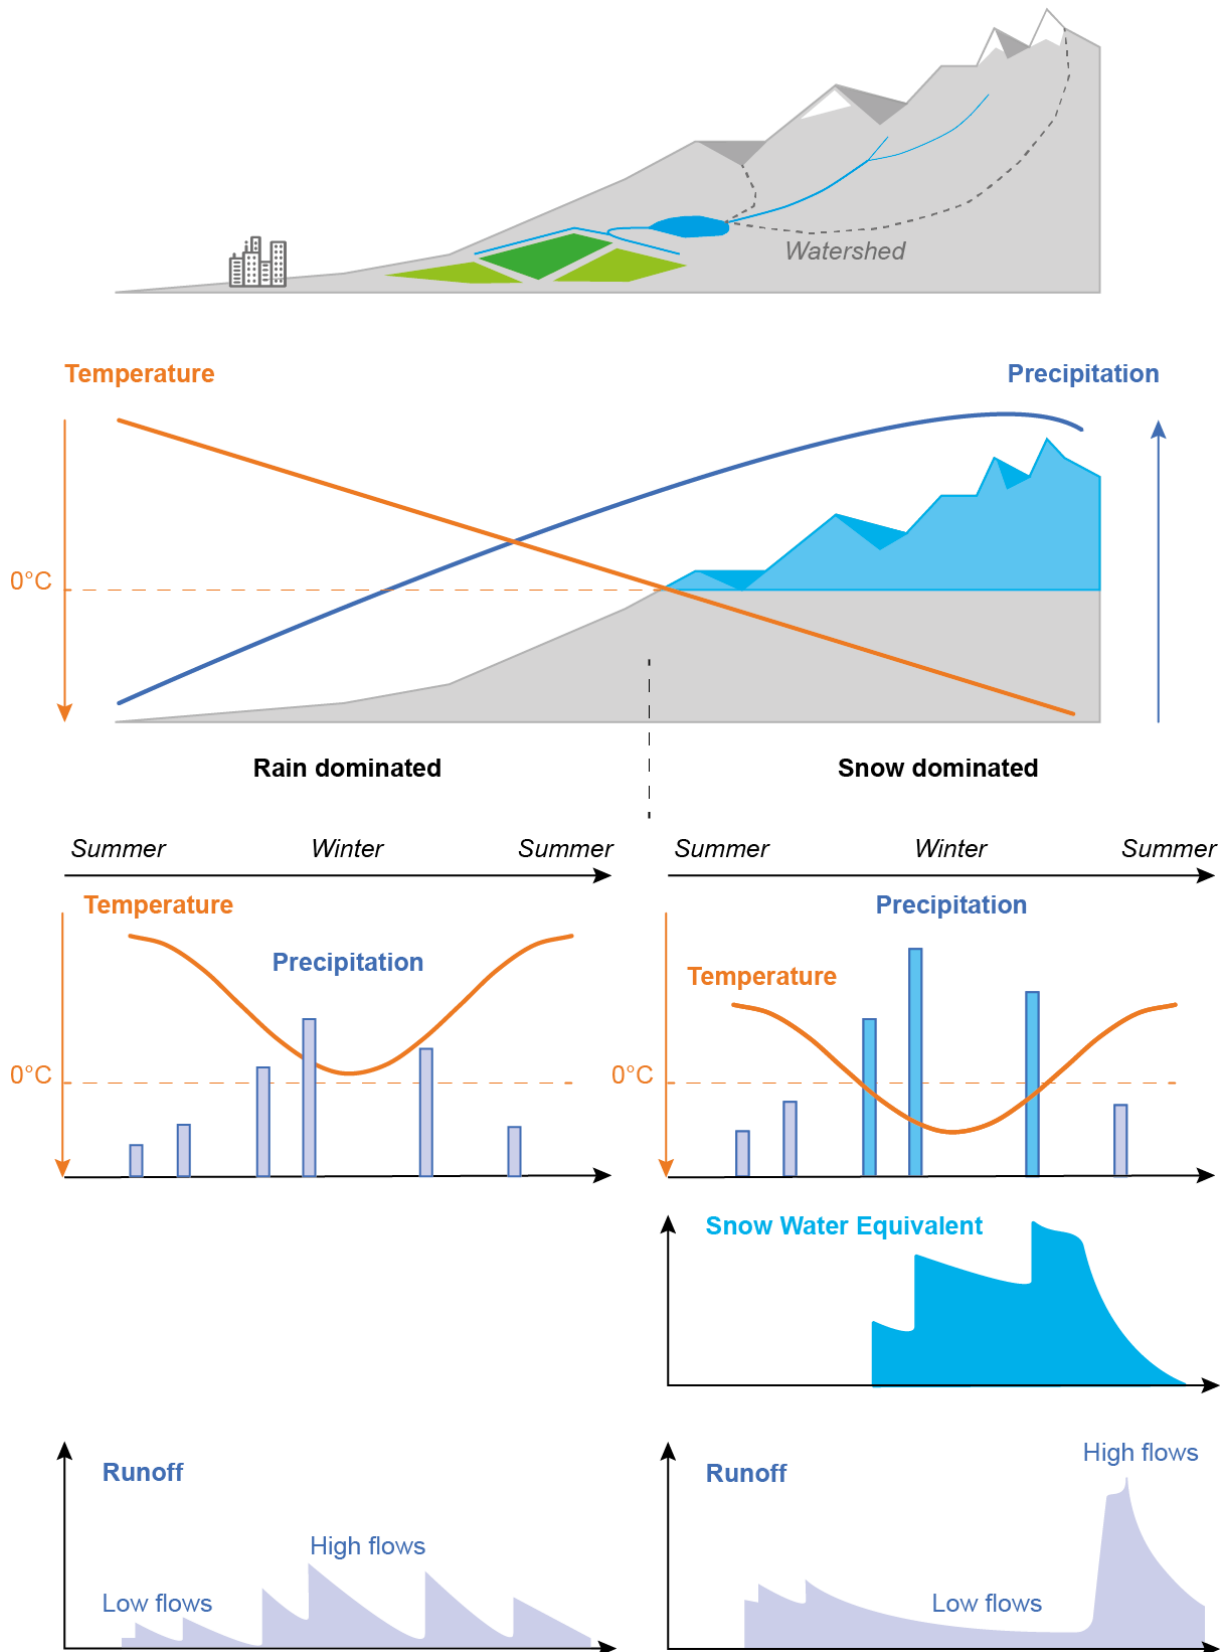 Watershed
Temperature
Precipitation
0°C
Rain dominated
Snow dominated
Summer
Winter
Summer
Summer
Winter
Summer
Temperature
Precipitation
0°C
Precipitation
Temperature
0°C
Snow Water Equivalent
Runoff
High flows
Low flows
Runoff
High flows
Low flows